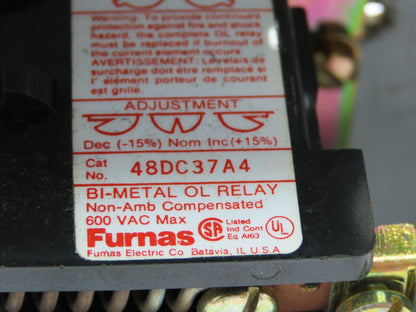 Warning: To provide continued
protection against fire and shock
hazard, the complete OL relay
must be replaced if burnout of
the current element occurs
AVERTISSEMENT: Le relais de
surcharge doit être remplacé si
l' élément porteur de courant
est grille.
ADJUSTMENT
Dec (-15%) Nom Inc(+15%)
Cat No. 48DC37A4
BI-METAL OL RELAY
Non-Amb Compensated
600 VAC Max
Furnas
SA
Listed
Ind Cont
Eq. A163
UL
Furnas Electric Co Batavia, IL U.S.A.